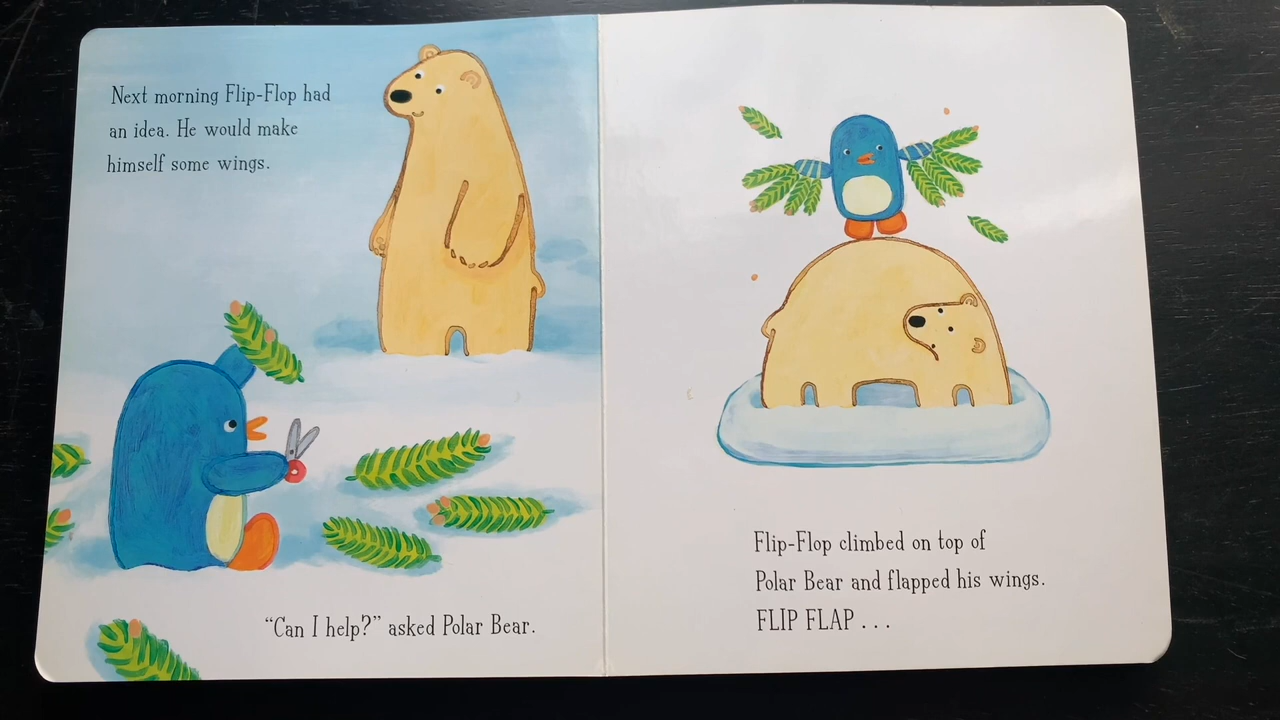 Next morning Flip-Flop had
an idea. He would make
himself some wings.
“Can I help?” asked Polar Bear.
Flip-Flop climbed on top of
Polar Bear and flapped his wings.
FLIP FLAP . . .